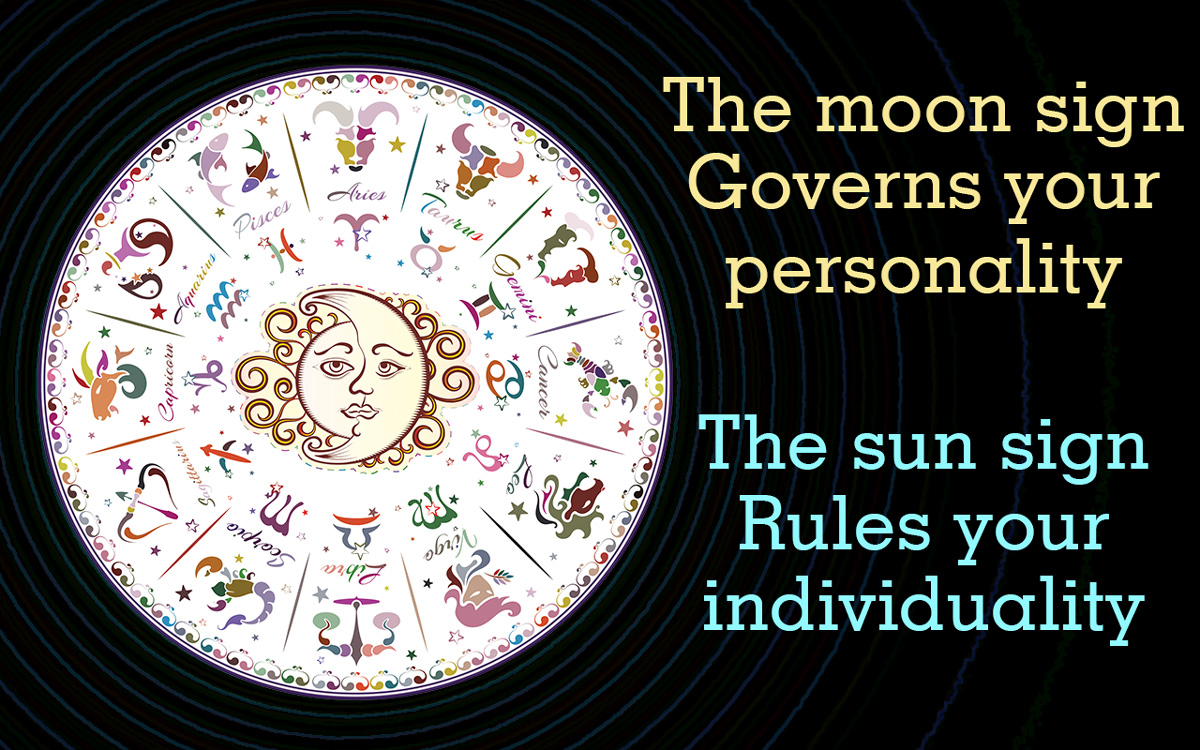 The moon sign
Governs your
personality
The sun sign
Rules your
individuality
Aries
Taurus
Gemini
Cancer
Leo
Virgo
Libra
Scorpio
Sagittarius
Capricorn
Aquarius
Pisces